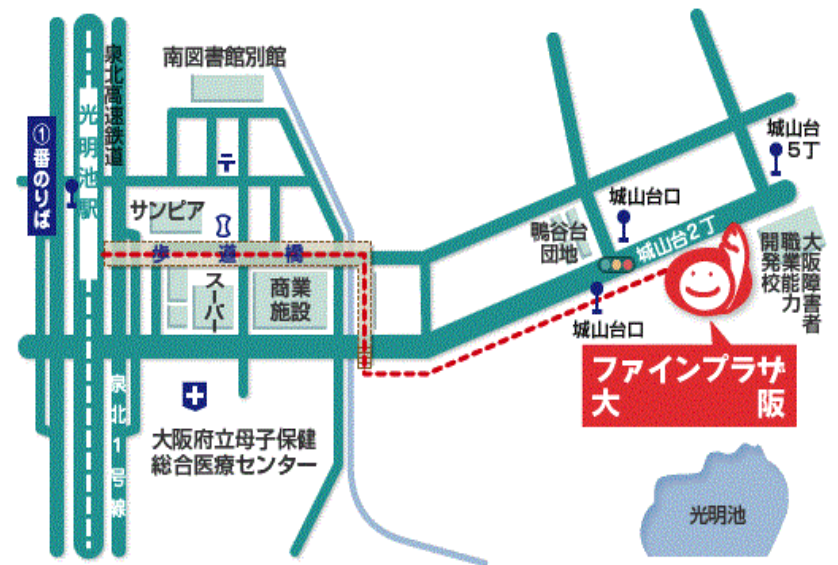 南図書館別館
泉北高速鉄道
光明池駅
①番のりば
サンピア
歩道橋
スーパー
商業
施設
大阪府立母子保健
総合医療センター
泉北1号線
城山台
5丁
城山台口
鴨谷台
団地
城山台2丁
大阪障害者
職業能力
開発校
城山台口
ファインプラザ
大阪
光明池